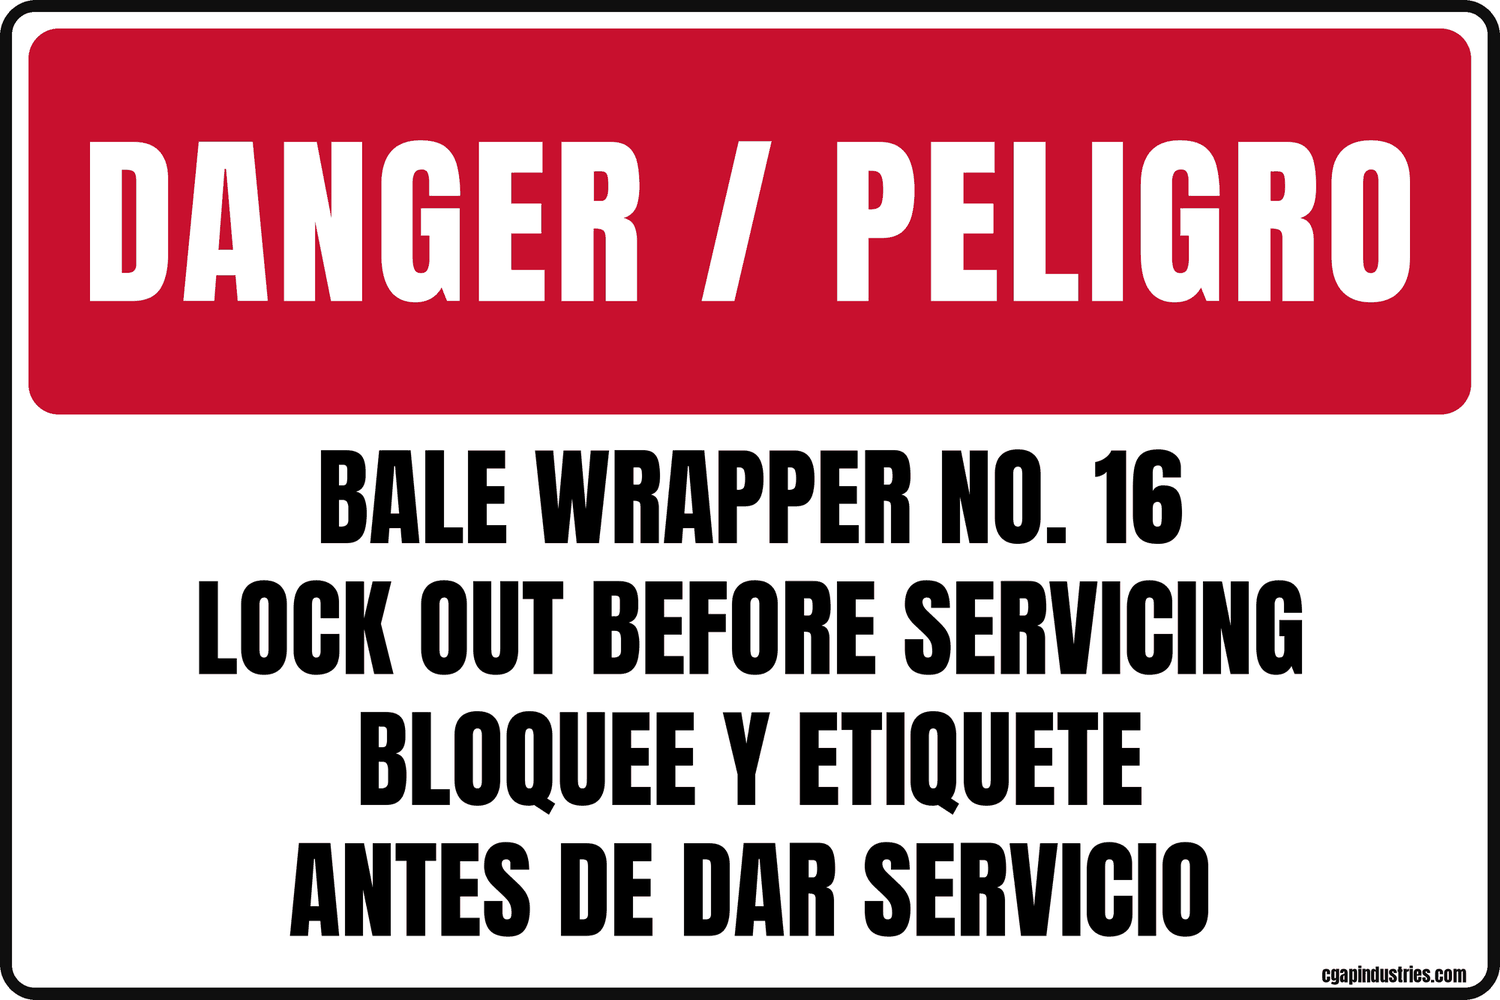 DANGER / PELIGRO
BALE WRAPPER NO. 16
LOCK OUT BEFORE SERVICING
BLOQUEE Y ETIQUETE
ANTES DE DAR SERVICIO
cgapindustries.com